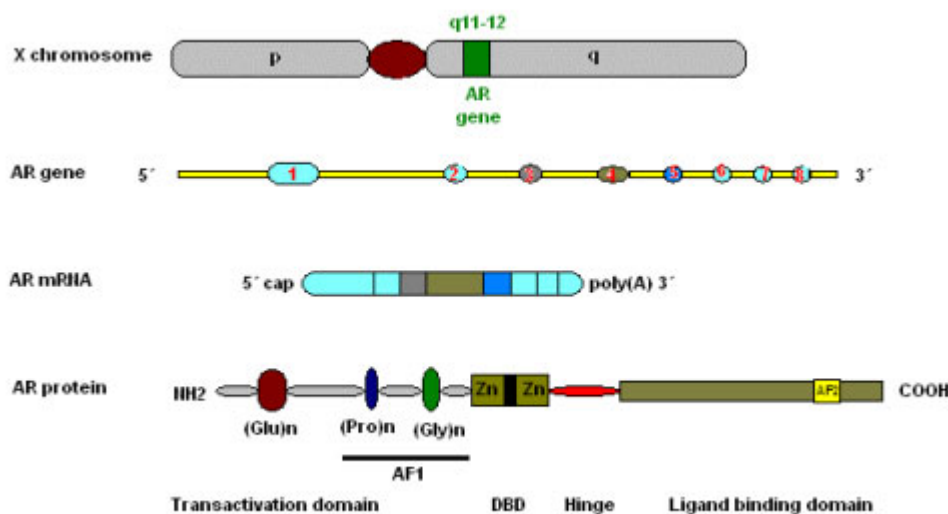 q11-12
X chromosome p q
AR
gene
AR gene 5´ 1 2 3 4 5 6 7 8 3´
AR mRNA 5´ cap poly(A) 3´
AR protein NH2 Zn Zn AF2 COOH
(Glu)n (Pro)n (Gly)n
AF1
Transactivation domain DBD Hinge Ligand binding domain